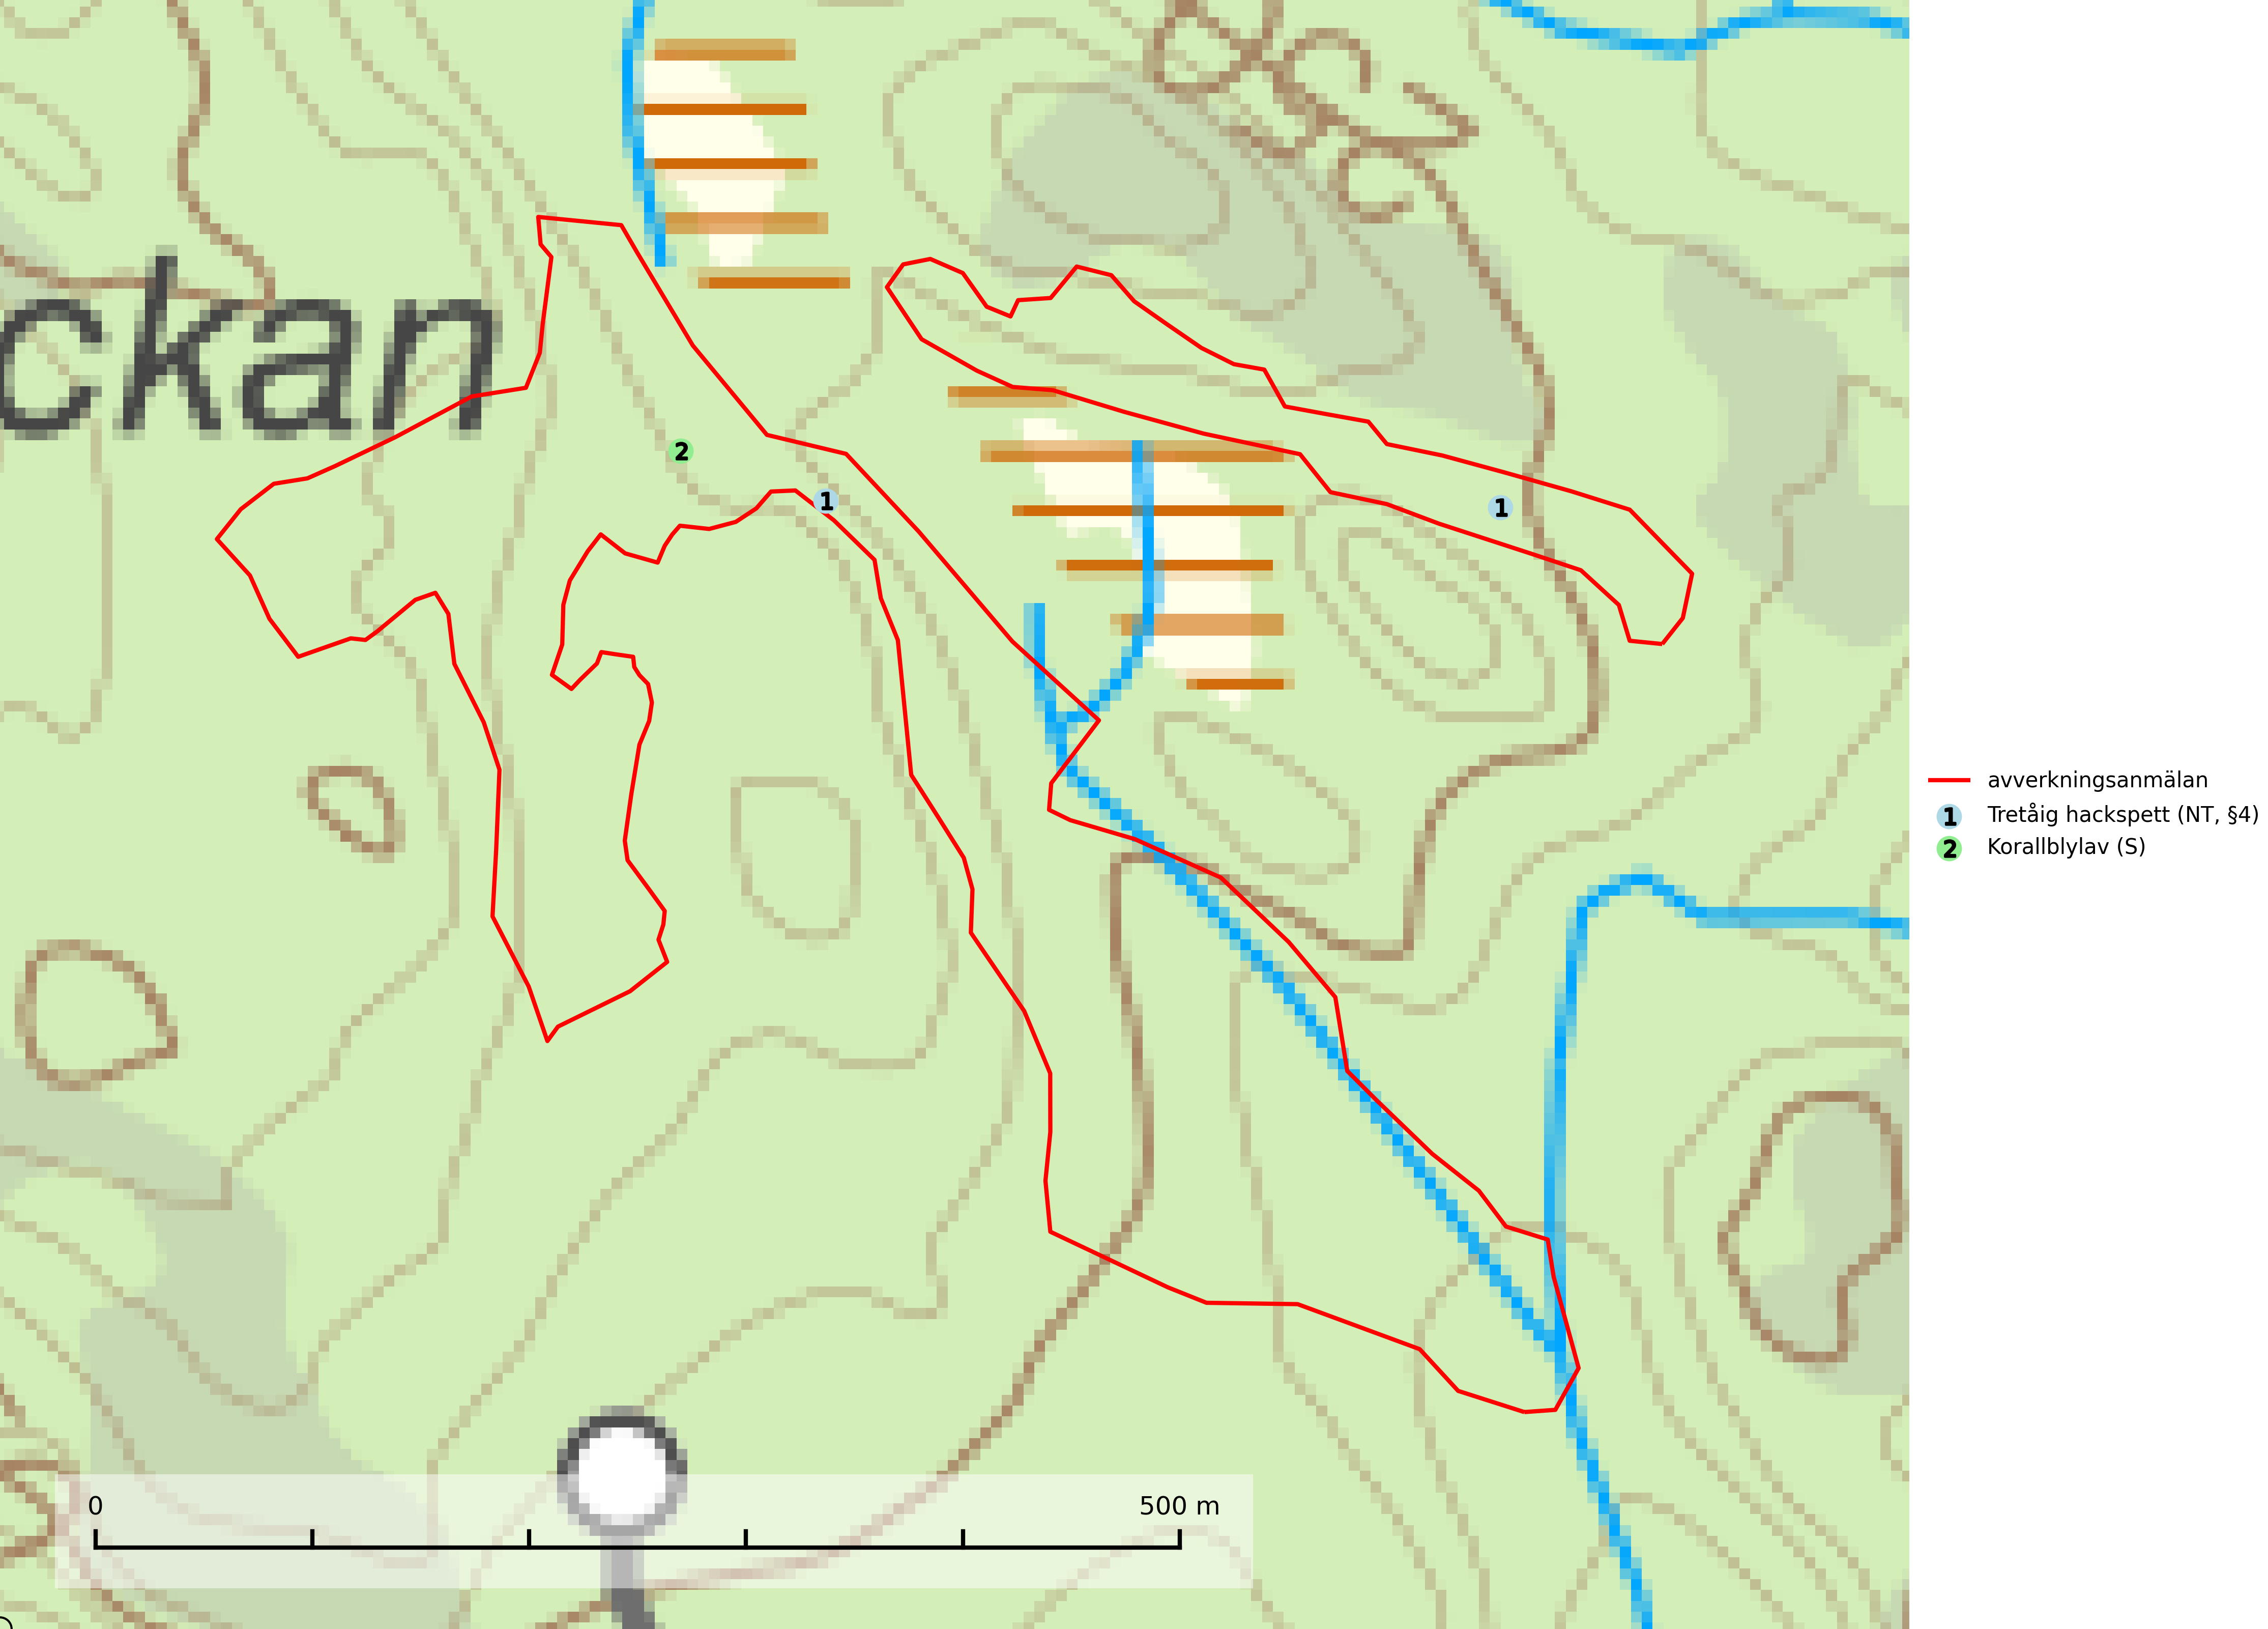 ckan
2
1
1
0 500 m
avverkningsanmälan
1 Tretåig hackspett (NT, §4)
2 Korallblylav (S)